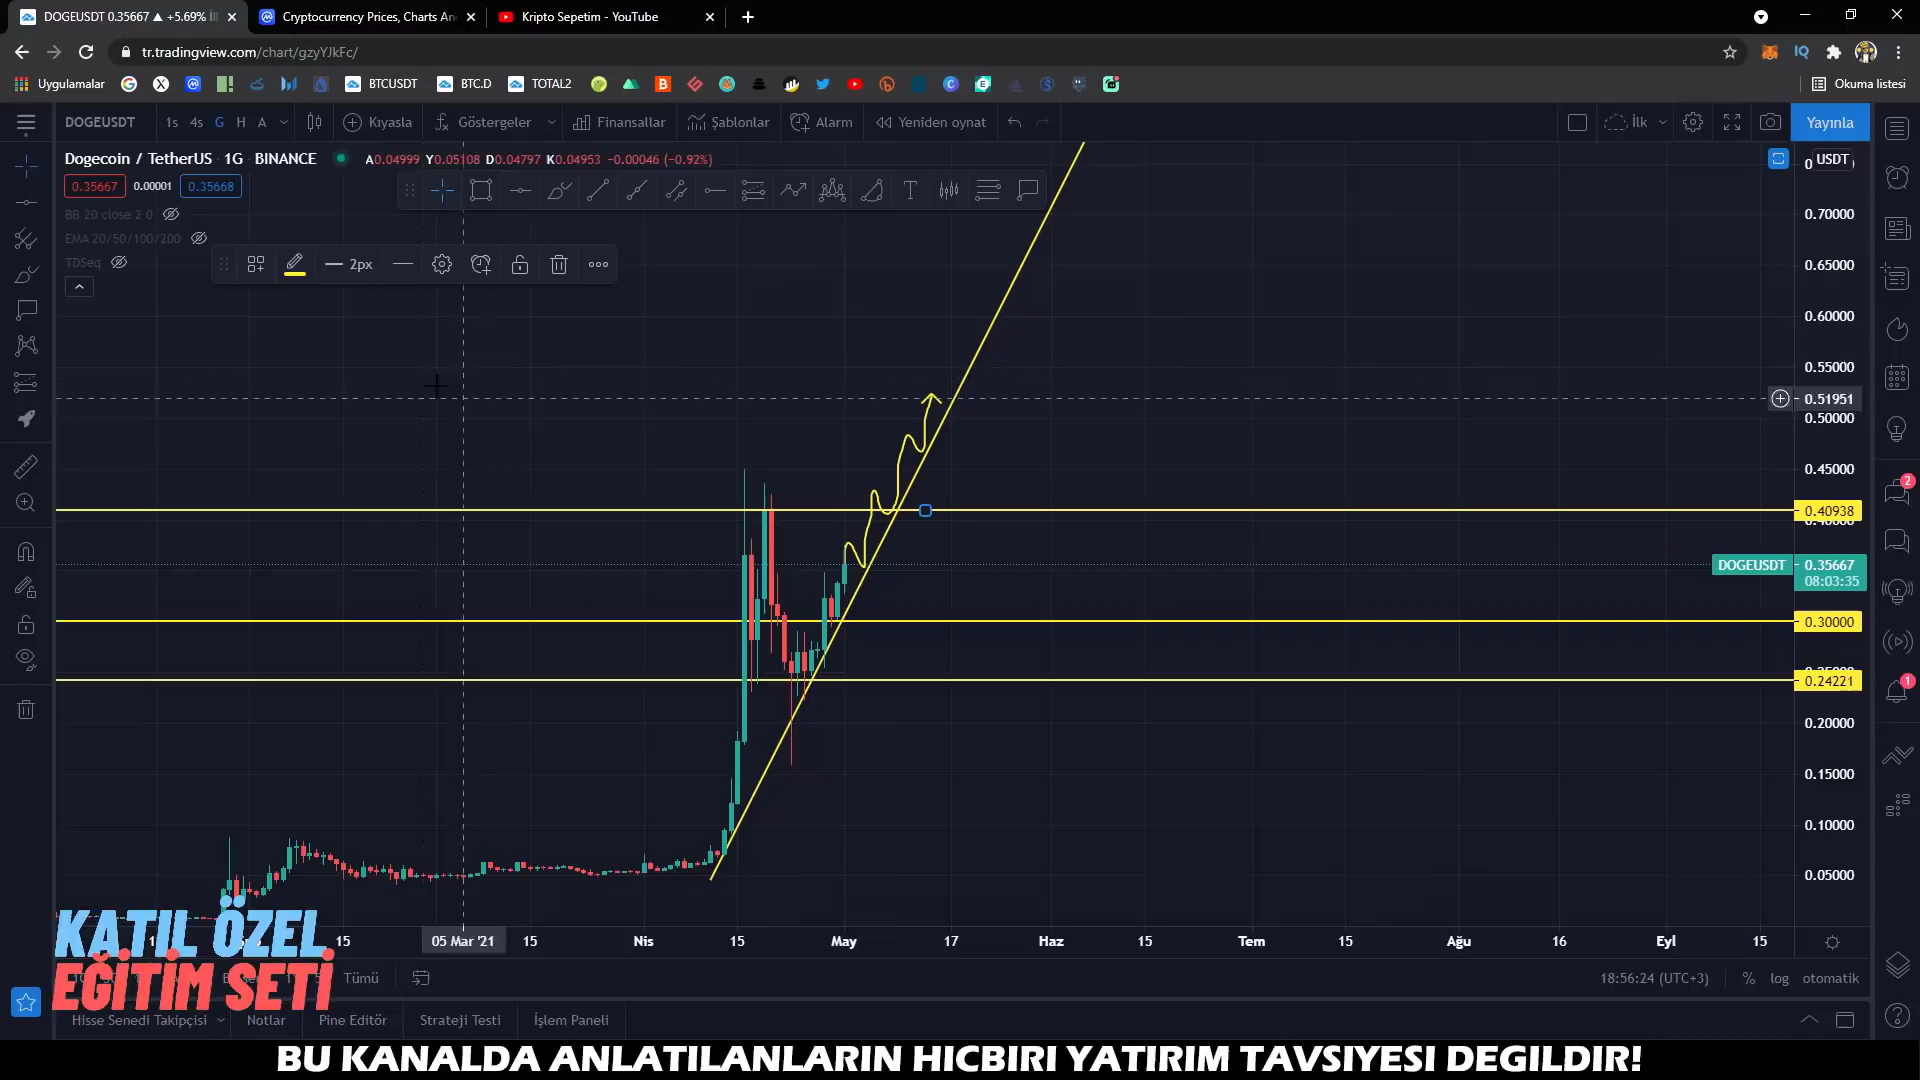 DOGEUSDT 0.35667 ▲ +5.69%
Cryptocurrency Prices, Charts An
Kripto Sepetim - YouTube
tr.tradingview.com/chart/gzyYJkFc/
Uygulamalar
BTCUSDT
BTC.D
TOTAL2
Okuma listesi
DOGEUSDT
1s 4s G H A
Kıyasla
Göstergeler
Finansallar
Şablonlar
Alarm
Yeniden oynat
İlk
Yayınla
Dogecoin / TetherUS 1G BINANCE
A0.04999 Y0.05108 D0.04797 K0.04953 −0.00046 (−0.92%)
USDT
0.35667 0.00001 0.35668
BB 20 close 2 0
EMA 20/50/100/200
TDSeq
2px
0.70000
0.65000
0.60000
0.55000
0.51951
0.50000
0.45000
0.40938
DOGEUSDT 0.35667
08:03:35
0.30000
0.24221
0.20000
0.15000
0.10000
0.05000
2
1
15 05 Mar '21 15 Nis 15 May 17 Haz 15 Tem 15 Ağu 16 Eyl 15
KATIL ÖZEL
EĞİTİM SETİ
Tümü
18:56:24 (UTC+3) % log otomatik
Hisse Senedi Takipçisi Notlar Pine Editör Strateji Testi İşlem Paneli
BU KANALDA ANLATILANLARIN HICBIRI YATIRIM TAVSIYESI DEGILDIR!